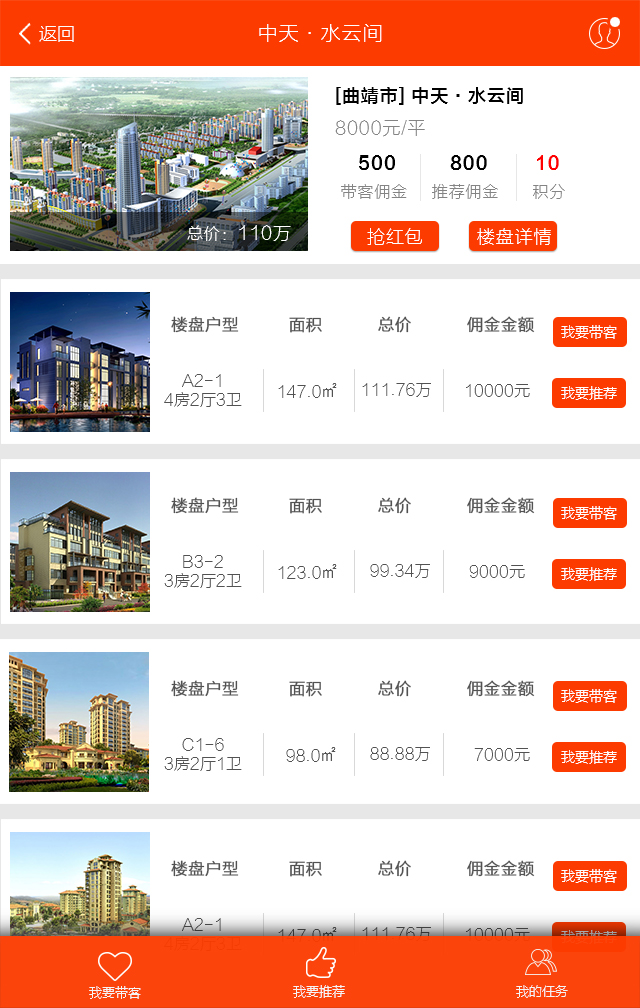 返回
中天·水云间
[曲靖市] 中天·水云间
8000元/平
500 800 10
带客佣金 推荐佣金 积分
总价：110万
抢红包 楼盘详情
楼盘户型 面积 总价 佣金金额 我要带客
A2-1
4房2厅3卫 147.0㎡ 111.76万 10000元 我要推荐
楼盘户型 面积 总价 佣金金额 我要带客
B3-2
3房2厅2卫 123.0㎡ 99.34万 9000元 我要推荐
楼盘户型 面积 总价 佣金金额 我要带客
C1-6
3房2厅1卫 98.0㎡ 88.88万 7000元 我要推荐
楼盘户型 面积 总价 佣金金额 我要带客
A2-1
4房2厅3卫 147.0㎡ 111.76万 10000元 我要推荐
我要带客 我要推荐 我的任务